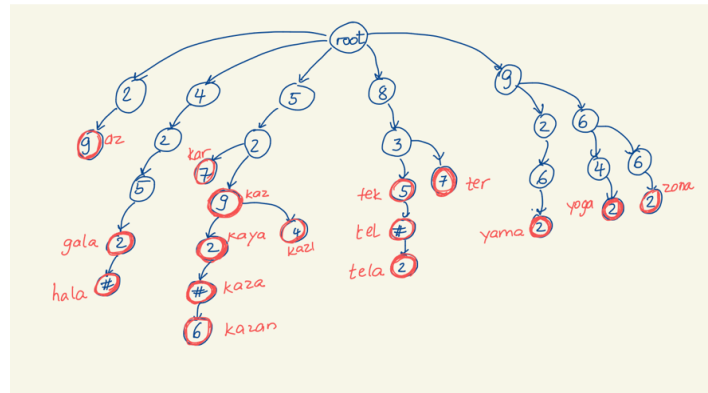 root
2 4 5 8 9
9 az 2 2 3 2 6
kar 7 5 9 kaz tek 5 7 ter 6 4 6
gala 2 2 kaya 4 kazı tel # yama 2 yoga 2 2 zona
hala # # kaza tela 2
6 kazan